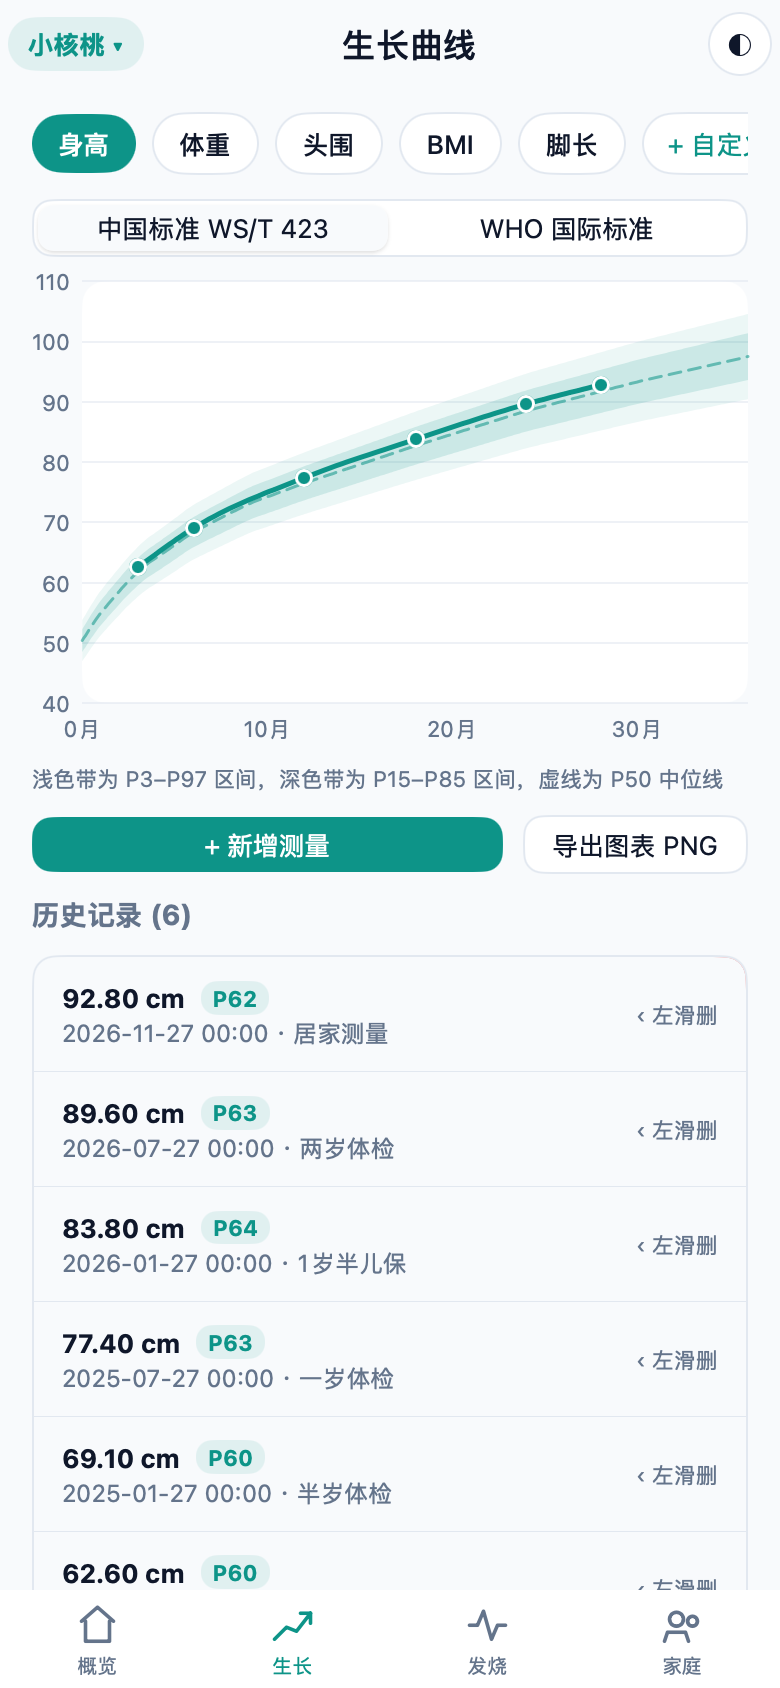 小核桃 ▾
生长曲线
身高
体重
头围
BMI
脚长
+ 自定
中国标准 WS/T 423
WHO 国际标准
110
100
90
80
70
60
50
40
0月
10月
20月
30月
浅色带为 P3–P97 区间，深色带为 P15–P85 区间，虚线为 P50 中位线
+ 新增测量
导出图表 PNG
历史记录 (6)
92.80 cm P62
2026-11-27 00:00 · 居家测量
‹ 左滑删
89.60 cm P63
2026-07-27 00:00 · 两岁体检
‹ 左滑删
83.80 cm P64
2026-01-27 00:00 · 1岁半儿保
‹ 左滑删
77.40 cm P63
2025-07-27 00:00 · 一岁体检
‹ 左滑删
69.10 cm P60
2025-01-27 00:00 · 半岁体检
‹ 左滑删
62.60 cm P60
‹ 左滑删
概览
生长
发烧
家庭